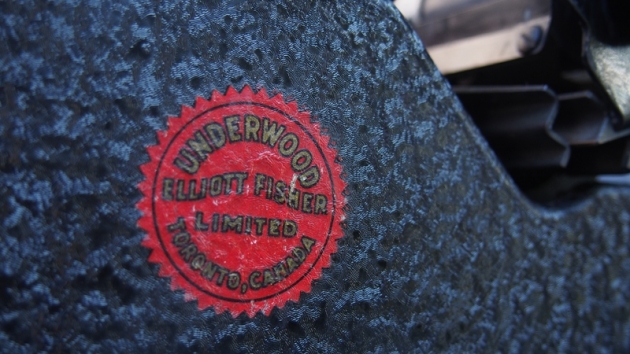 UNDERWOOD
ELLIOTT FISHER
LIMITED
TORONTO, CANADA